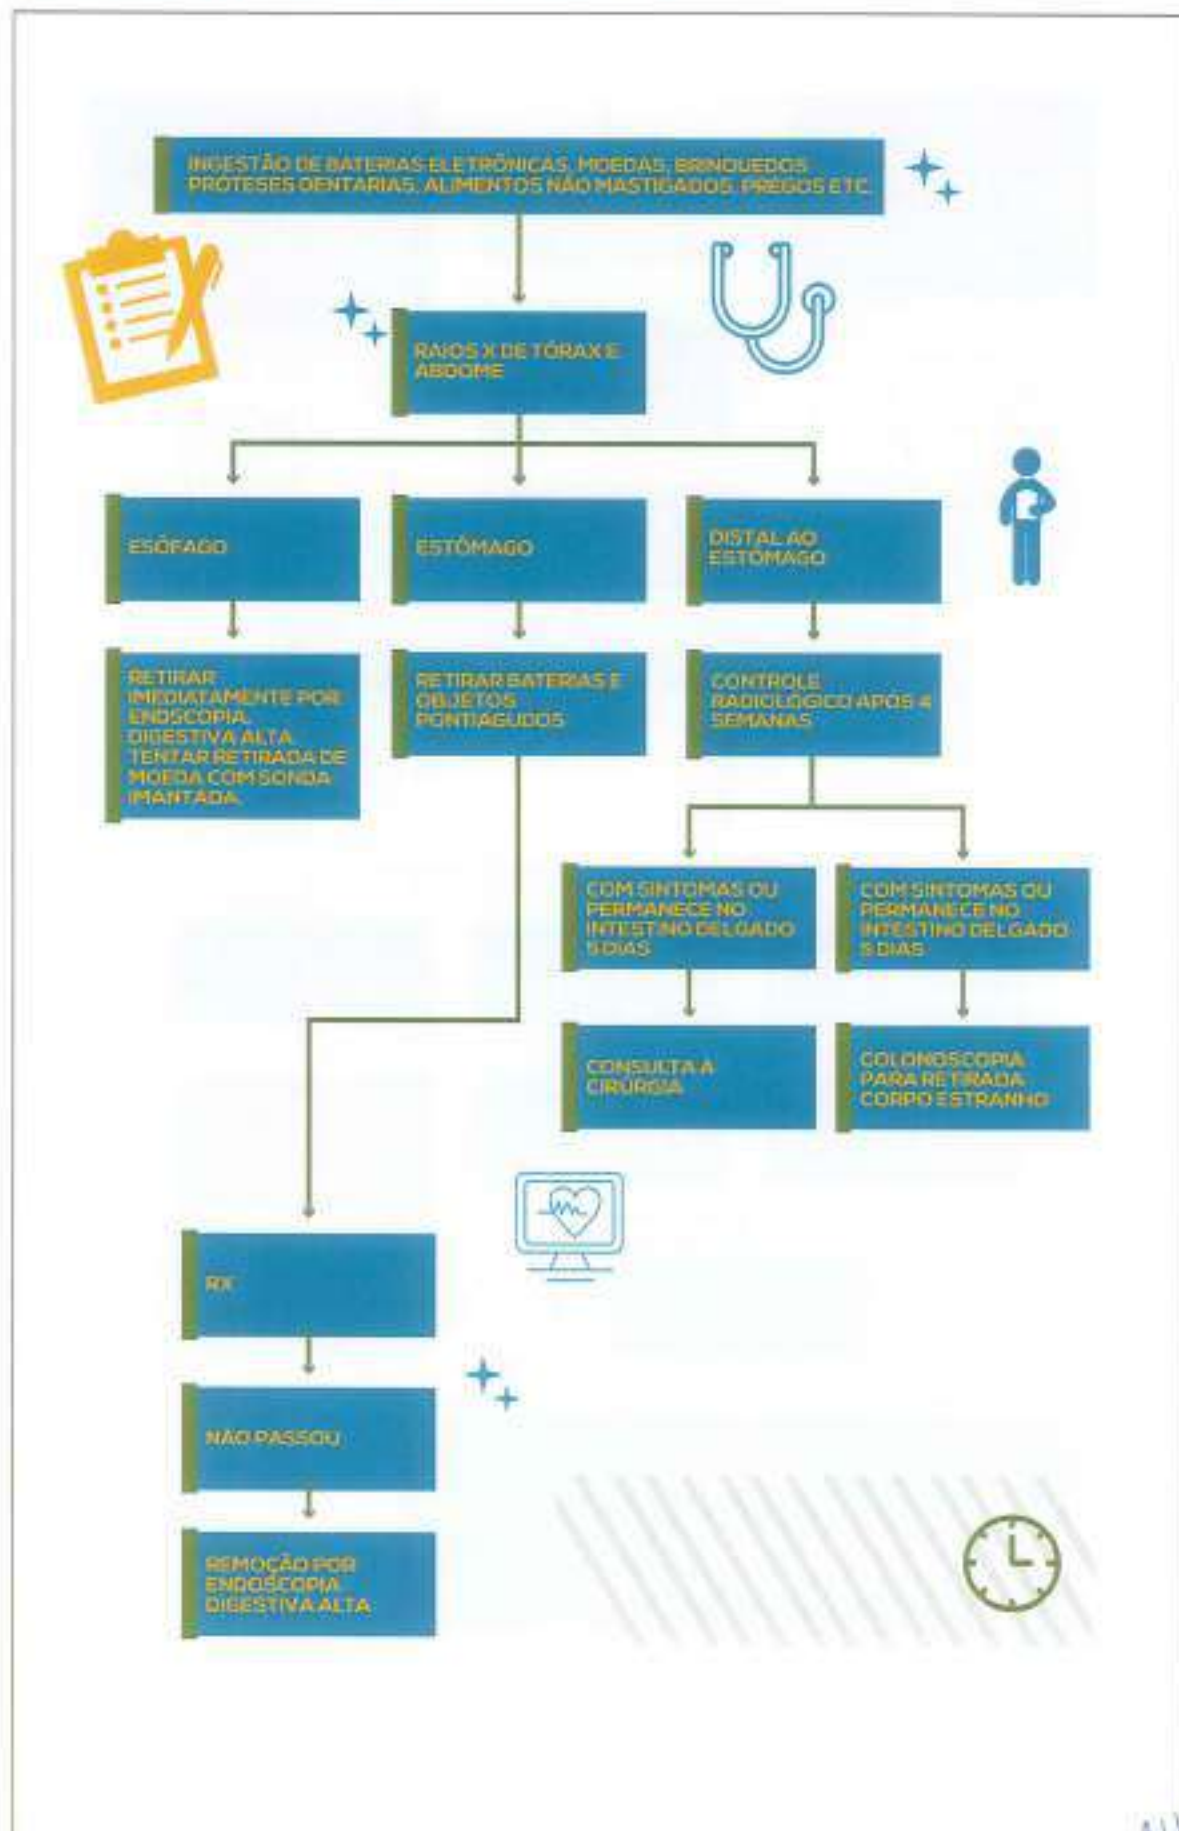 INGESTÃO DE BATERIAS ELETRÔNICAS, MOEDAS, BRINQUEDOS
PRÓTESES DENTARIAS, ALIMENTOS NÃO MASTIGADOS, PREGOS ETC.
RAIOS X DE TÓRAX E
ABDOME
ESÔFAGO
ESTÔMAGO
DISTAL AO
ESTÔMAGO
RETIRAR
IMEDIATAMENTE POR
ENDSCOPIA
DIGESTIVA ALTA
TENTAR RETIRADA DE
MOEDA COM SONDA
IMANTADA.
RETIRAR BATERIAS E
OBJETOS
PONTIAGUDOS
CONTROLE
RADIOLÓGICO APÓS 4
SEMANAS
COM SINTOMAS OU
PERMANECE NO
INTESTINO DELGADO
5 DIAS
COM SINTOMAS OU
PERMANECE NO
INTESTINO DELGADO
5 DIAS
CONSULTA A
CIRÚRGIA
COLONOSCOPIA
PARA RETIRADA
CORPO ESTRANHO
RX
NÃO PASSOU
REMOÇÃO POR
ENDOSCOPIA
DIGESTIVA ALTA